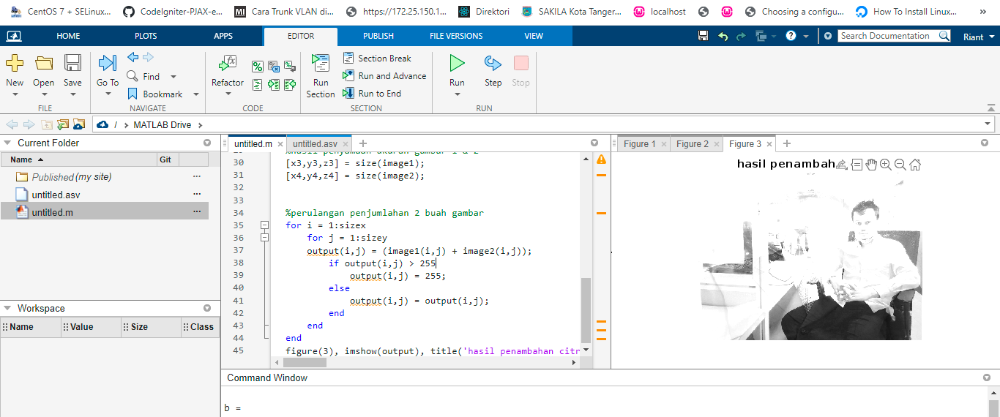 CentOS 7 + SELinux...
CodeIgniter-PJAX-e...
Cara Trunk VLAN di...
https://172.25.150.1...
Direktori
SAKILA Kota Tanger...
localhost
Choosing a configu...
How To Install Linux...
»
HOME
PLOTS
APPS
EDITOR
PUBLISH
FILE VERSIONS
VIEW
Search Documentation
Riant
New
Open
Save
FILE
Go To
Find
Bookmark
NAVIGATE
Refactor
CODE
Run Section
Section Break
Run and Advance
Run to End
SECTION
Run
Step
Stop
RUN
/ > MATLAB Drive >
Current Folder
Name
Git
Published (my site)
untitled.asv
untitled.m
Workspace
Name Value Size Class
untitled.m × untitled.asv × +
30 [x3,y3,z3] = size(image1);
31 [x4,y4,z4] = size(image2);
32
33
34 %perulangan penjumlahan 2 buah gambar
35 for i = 1:sizex
36 for j = 1:sizey
37 output(i,j) = (image1(i,j) + image2(i,j));
38 if output(i,j) > 255
39 output(i,j) = 255;
40 else
41 output(i,j) = output(i,j);
42 end
43 end
44 end
45 figure(3), imshow(output), title('hasil penambahan citr
Figure 1 × Figure 2 × Figure 3 × +
hasil penambah
Command Window
b =